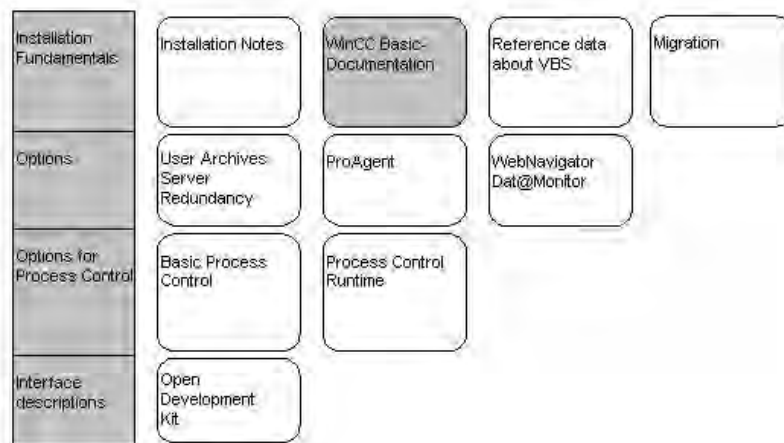 Installation
Fundamentals
Installation Notes
WinCC Basic-
Documentation
Reference data
about VBS
Migration
Options
User Archives
Server
Redundancy
ProAgent
WebNavigator
Dat@Monitor
Options for
Process Control
Basic Process
Control
Process Control
Runtime
Interface
descriptions
Open
Development
Kit